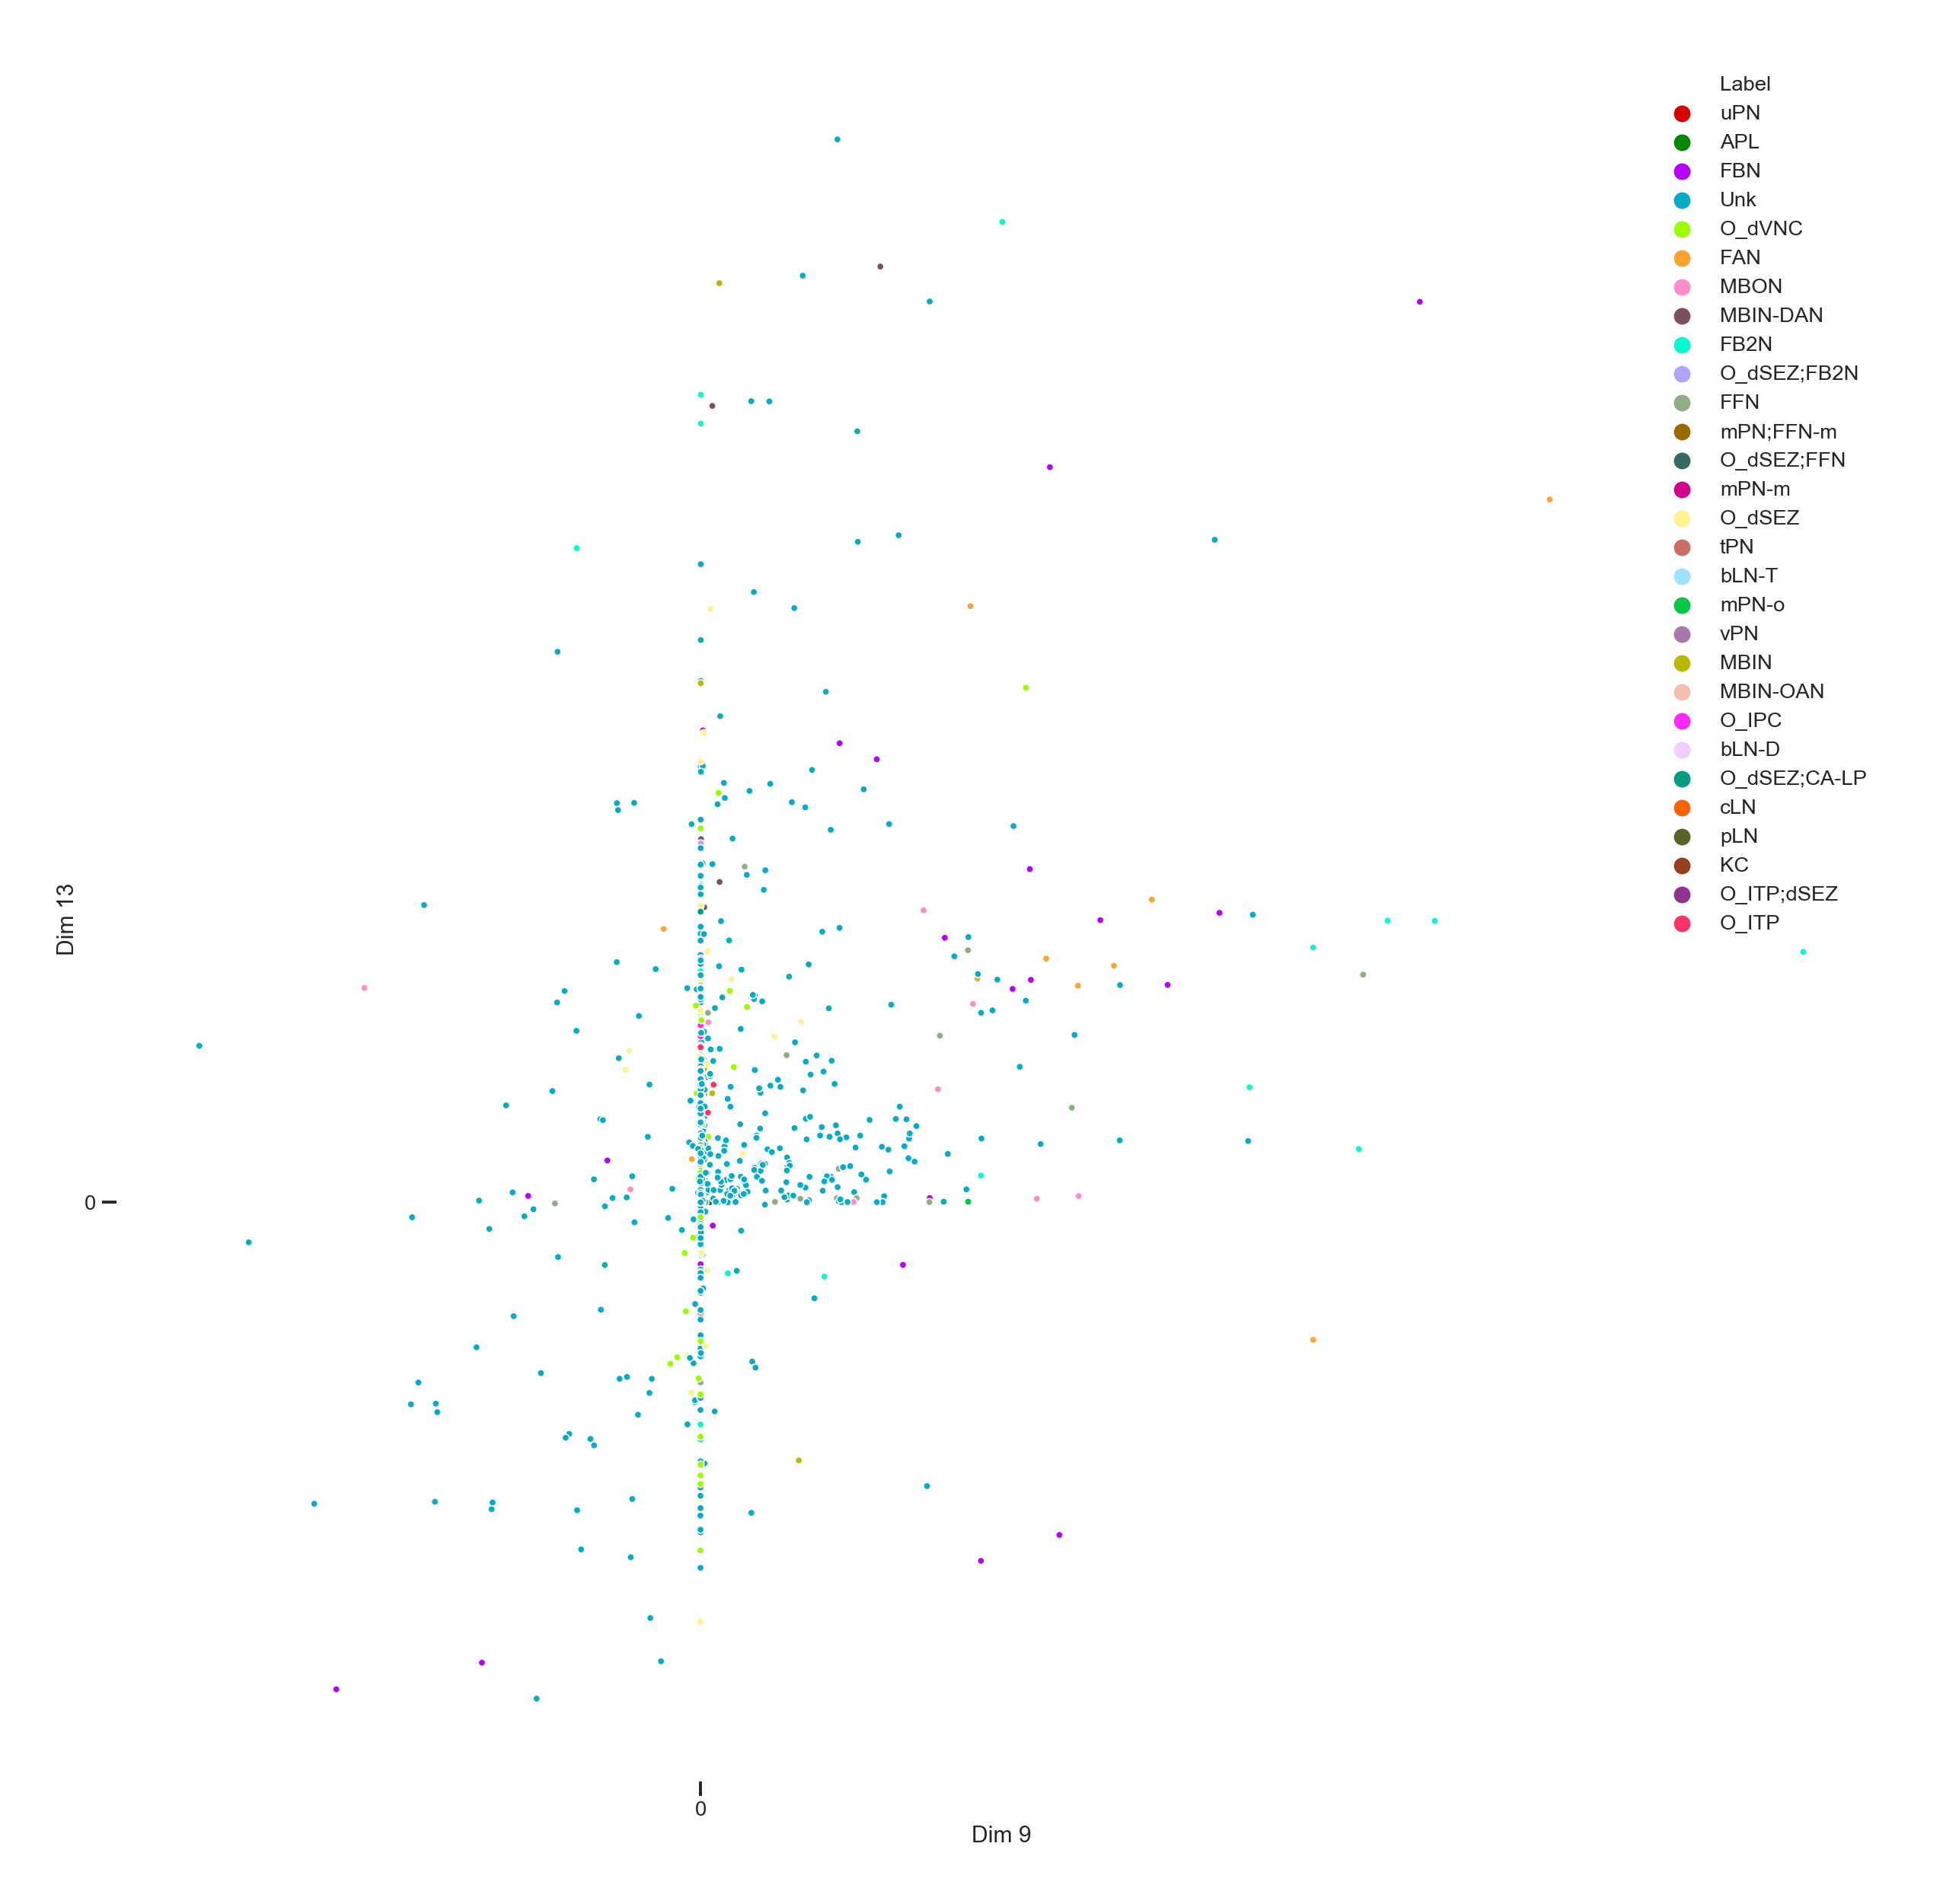 Label
uPN
APL
FBN
Unk
O_dVNC
FAN
MBON
MBIN-DAN
FB2N
O_dSEZ;FB2N
FFN
mPN;FFN-m
O_dSEZ;FFN
mPN-m
O_dSEZ
tPN
bLN-T
mPN-o
vPN
MBIN
MBIN-OAN
O_IPC
bLN-D
O_dSEZ;CA-LP
cLN
pLN
KC
O_ITP;dSEZ
O_ITP
Dim 13
0
0
Dim 9